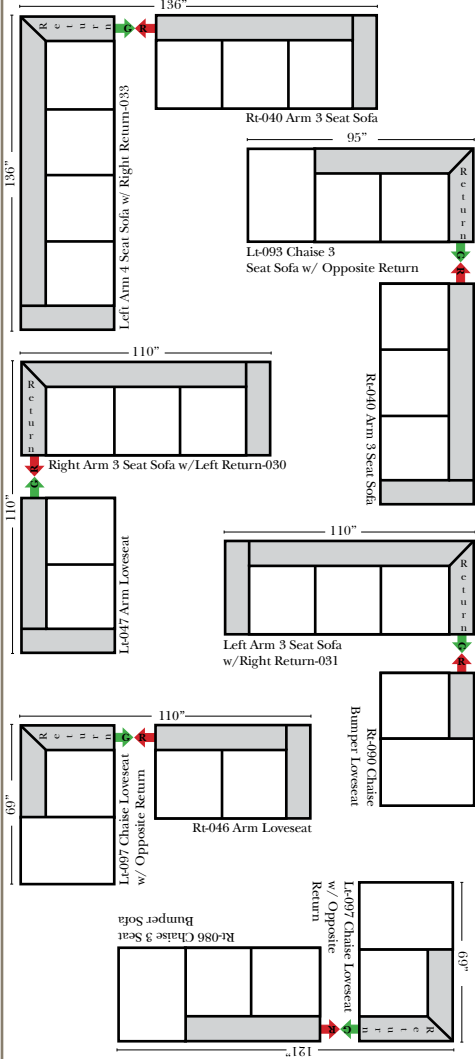 136”
Return
G R
136”
Left Arm 4 Seat Sofa w/ Right Return-033
Rt-040 Arm 3 Seat Sofa
95”
Return
Lt-093 Chaise 3
Seat Sofa w/ Opposite Return
G
R
Rt-040 Arm 3 Seat Sofa
110”
Return
Right Arm 3 Seat Sofa w/Left Return-030
R
G
110”
Lt-047 Arm Loveseat
110”
Return
Left Arm 3 Seat Sofa
w/Right Return-031
G
R
Rt-090 Chaise
Bumper Loveseat
110”
Return
G R
69”
Lt-097 Chaise Loveseat
w/ Opposite Return
Rt-046 Arm Loveseat
Rt-086 Chaise 3 Seat
Bumper Sofa
Lt-097 Chaise Loveseat
w/ Opposite
Return
69”
R G
Return
121”